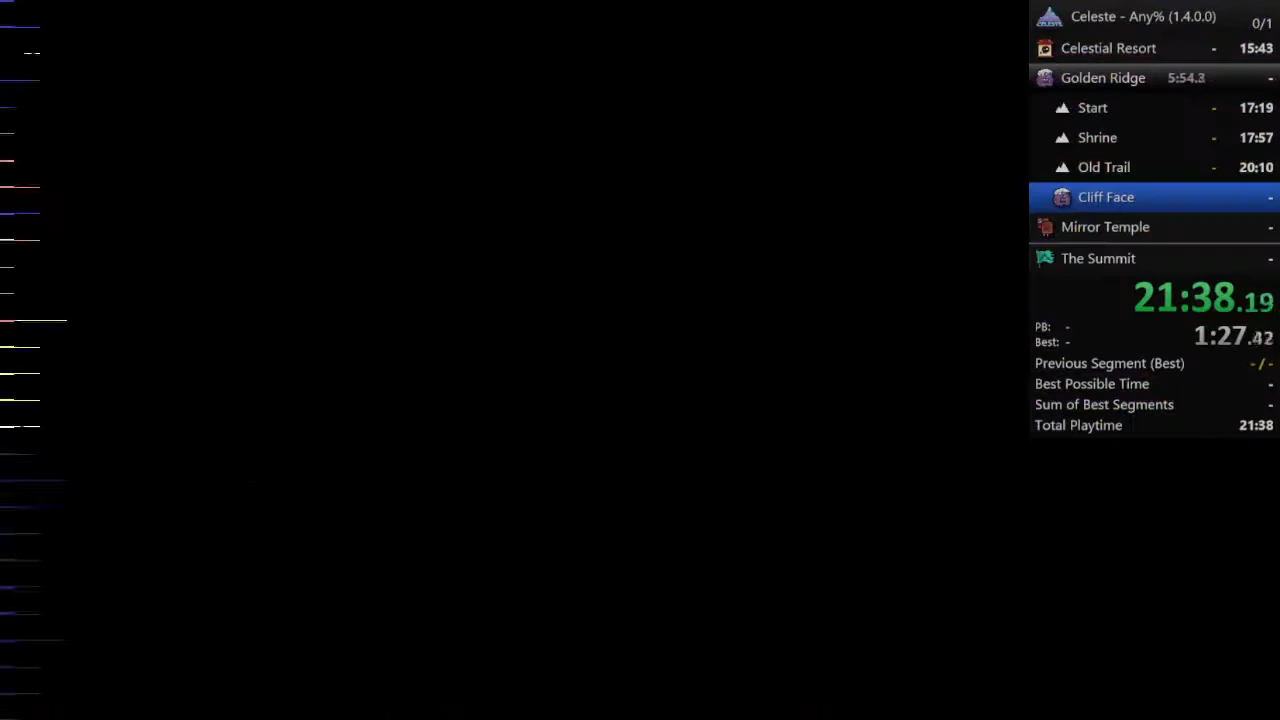 Celeste - Any% (1.4.0.0)
0/1
Celestial Resort - 15:43
Golden Ridge 5:54.3 -
Start - 17:19
Shrine - 17:57
Old Trail - 20:10
Cliff Face -
Mirror Temple -
The Summit -
21:38.19
PB: -
Best: -
1:27.42
Previous Segment (Best) - / -
Best Possible Time -
Sum of Best Segments -
Total Playtime 21:38